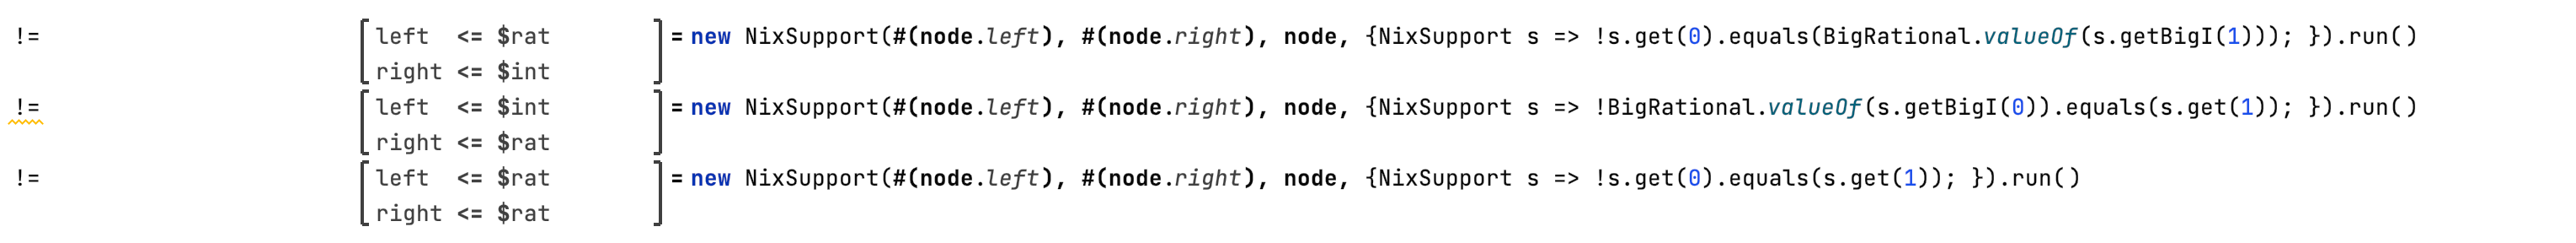 != left <= $rat = new NixSupport(#(node.left), #(node.right), node, {NixSupport s => !s.get(0).equals(BigRational.valueOf(s.getBigI(1))); }).run()
right <= $int
!= left <= $int = new NixSupport(#(node.left), #(node.right), node, {NixSupport s => !BigRational.valueOf(s.getBigI(0)).equals(s.get(1)); }).run()
right <= $rat
!= left <= $rat = new NixSupport(#(node.left), #(node.right), node, {NixSupport s => !s.get(0).equals(s.get(1)); }).run()
right <= $rat